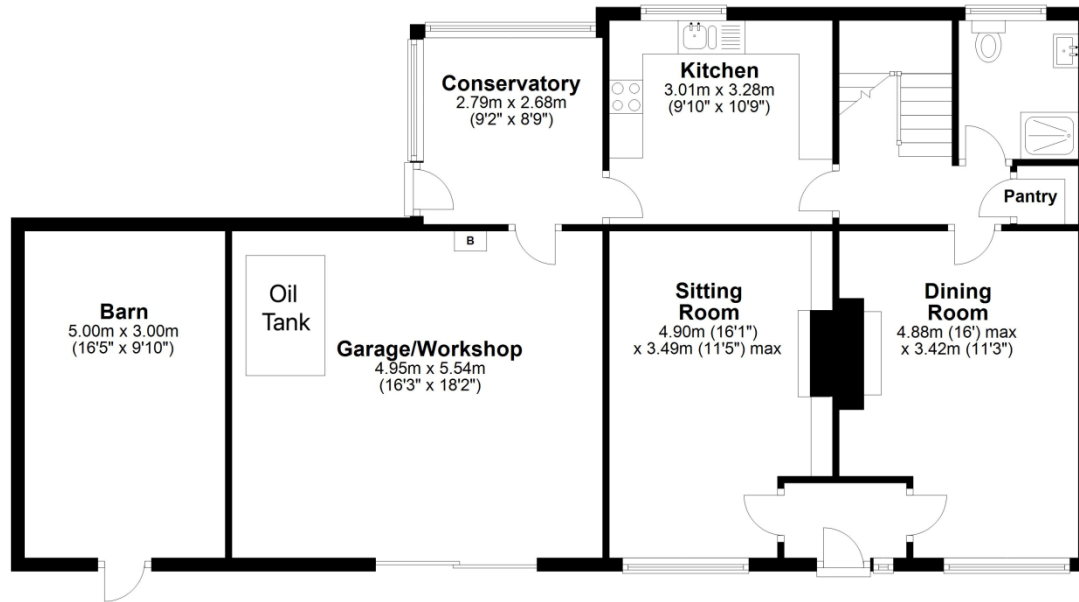 Conservatory
2.79m x 2.68m
(9'2" x 8'9")
Kitchen
3.01m x 3.28m
(9'10" x 10'9")
Pantry
B
Oil
Tank
Barn
5.00m x 3.00m
(16'5" x 9'10")
Garage/Workshop
4.95m x 5.54m
(16'3" x 18'2")
Sitting
Room
4.90m (16'1")
x 3.49m (11'5") max
Dining
Room
4.88m (16') max
x 3.42m (11'3")